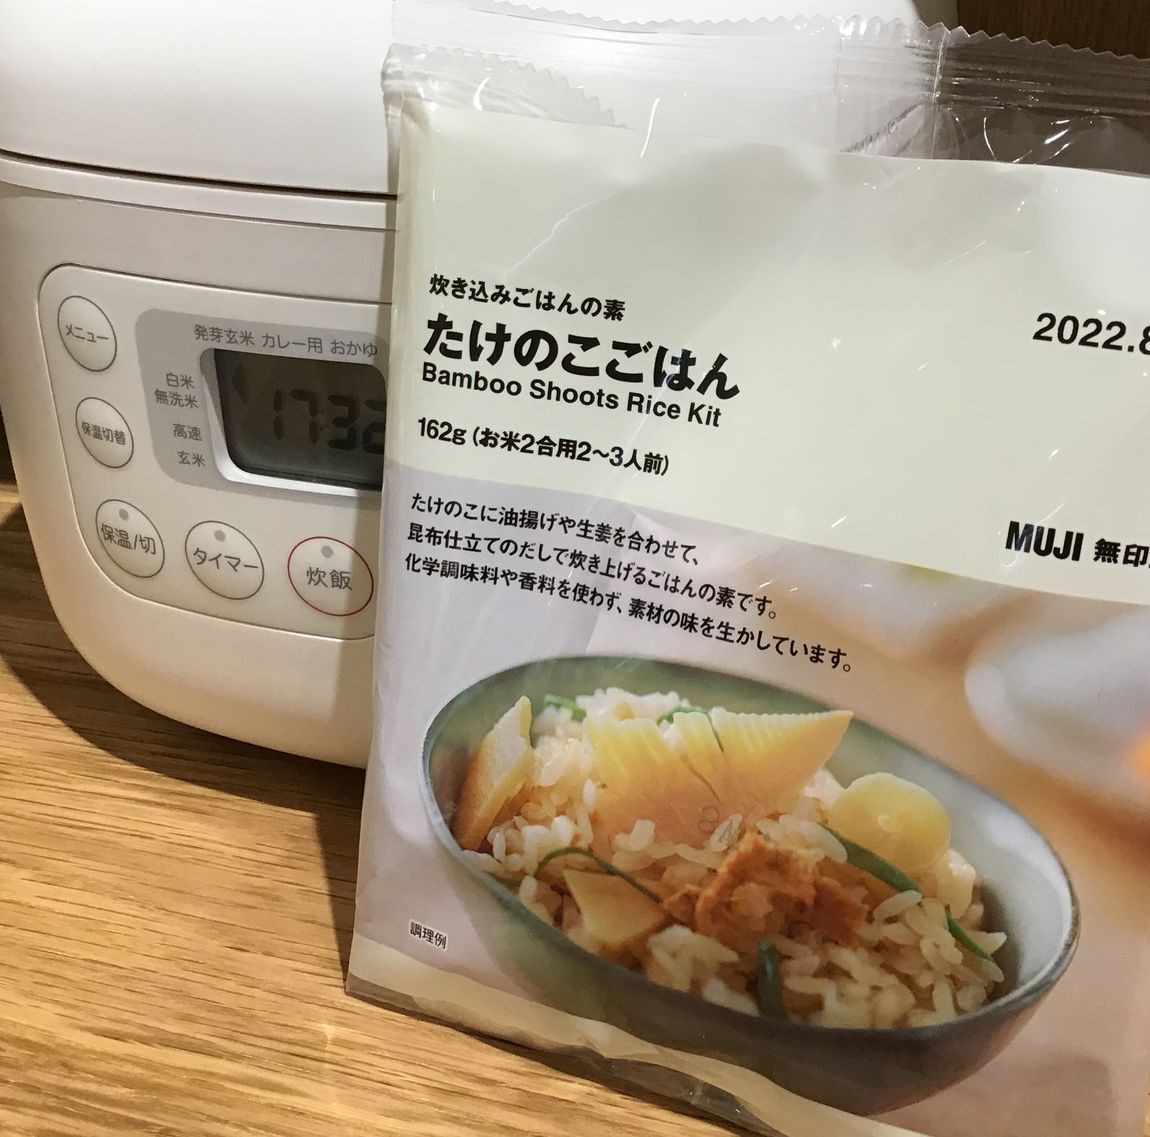 メニュー
発芽玄米 カレー用 おかゆ
白米
無洗米
保温切替
高速
玄米
17:32
保温/切
タイマー
炊飯
炊き込みごはんの素
たけのこごはん
Bamboo Shoots Rice Kit
162g (お米2合用2〜3人前)
2022.8
たけのこに油揚げや生姜を合わせて、
昆布仕立てのだしで炊き上げるごはんの素です。
化学調味料や香料を使わず、素材の味を生かしています。
MUJI 無印
調理例